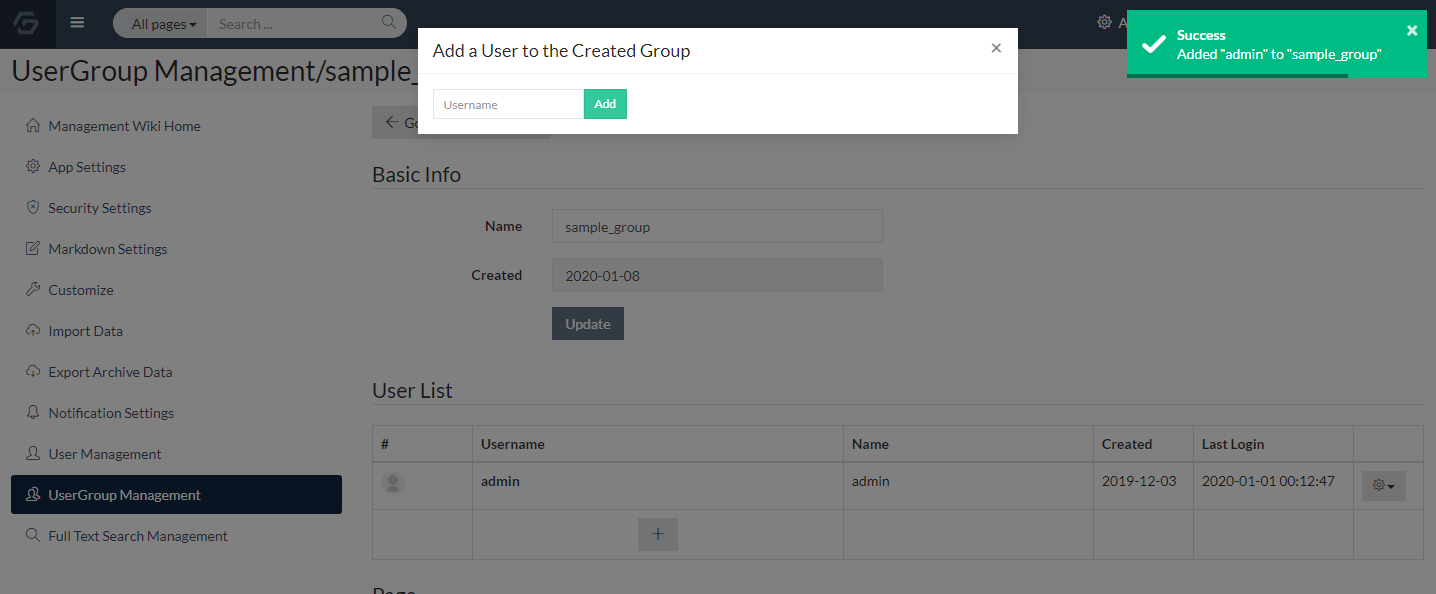 All pages
Search ...
Success
Added "admin" to "sample_group"
Add a User to the Created Group
Username
Add
UserGroup Management/sample_
Management Wiki Home
App Settings
Security Settings
Markdown Settings
Customize
Import Data
Export Archive Data
Notification Settings
User Management
UserGroup Management
Full Text Search Management
Basic Info
Name
sample_group
Created
2020-01-08
Update
User List
# Username Name Created Last Login
admin admin 2019-12-03 2020-01-01 00:12:47